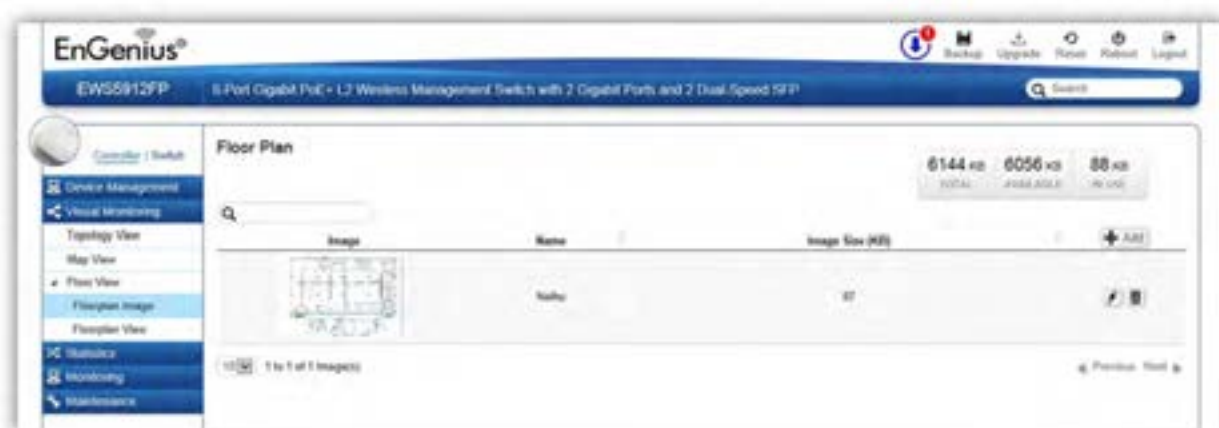 EnGenius®
1
Backup Upgrade Reset Reboot Logout
EWS5912FP 8-Port Gigabit PoE+ L2 Wireless Management Switch with 2 Gigabit Ports and 2 Dual-Speed SFP Search
Controller | Switch
Floor Plan
6144 KB 6056 KB 88 KB
TOTAL AVAILABLE IN USE
Device Management
Visual Monitoring
Topology View
Map View
Floor View
Floorplan Image
Floorplan View
Statistics
Monitoring
Maintenance
Image Name Image Size (KB) Add
87
10 1 to 1 of 1 Image(s) Previous Next